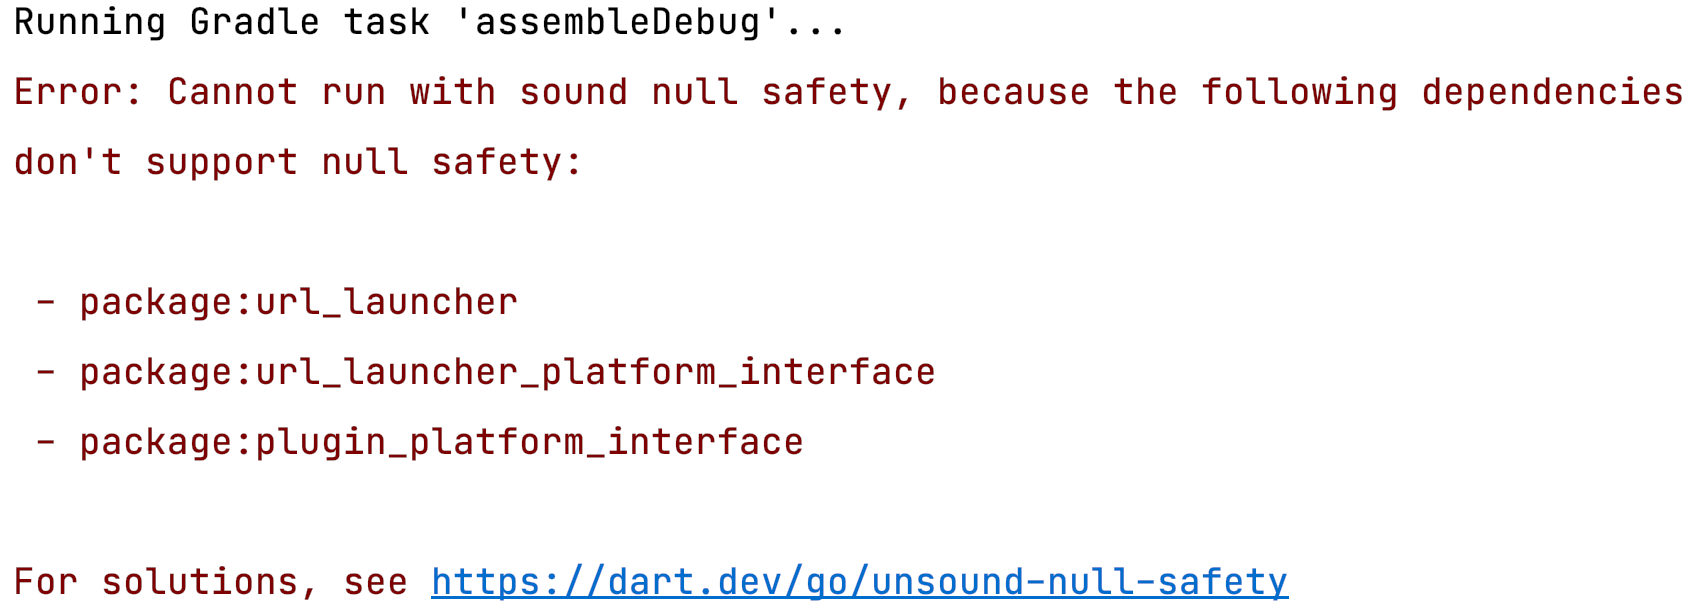 Running Gradle task 'assembleDebug'...
Error: Cannot run with sound null safety, because the following dependencies
don't support null safety:
- package:url_launcher
- package:url_launcher_platform_interface
- package:plugin_platform_interface
For solutions, see https://dart.dev/go/unsound-null-safety